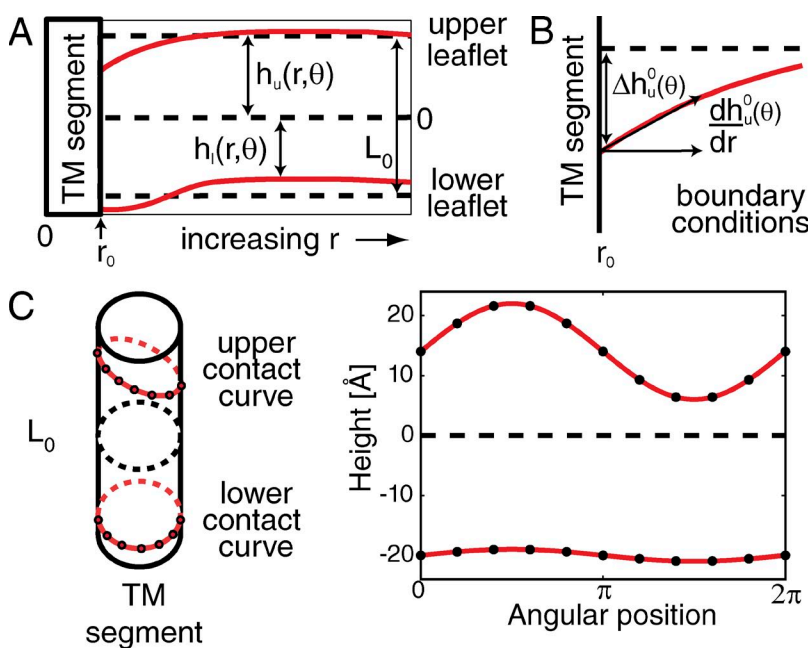 A
TM segment
h_u(r,θ)
h_l(r,θ)
L_0
upper
leaflet
0
lower
leaflet
0
r_0
increasing r
B
TM segment
Δh_u^0(θ)
dh_u^0(θ)
dr
boundary
conditions
r_0
C
L_0
upper
contact
curve
lower
contact
curve
TM
segment
Height [Å]
20
10
0
-10
-20
0
π
2π
Angular position